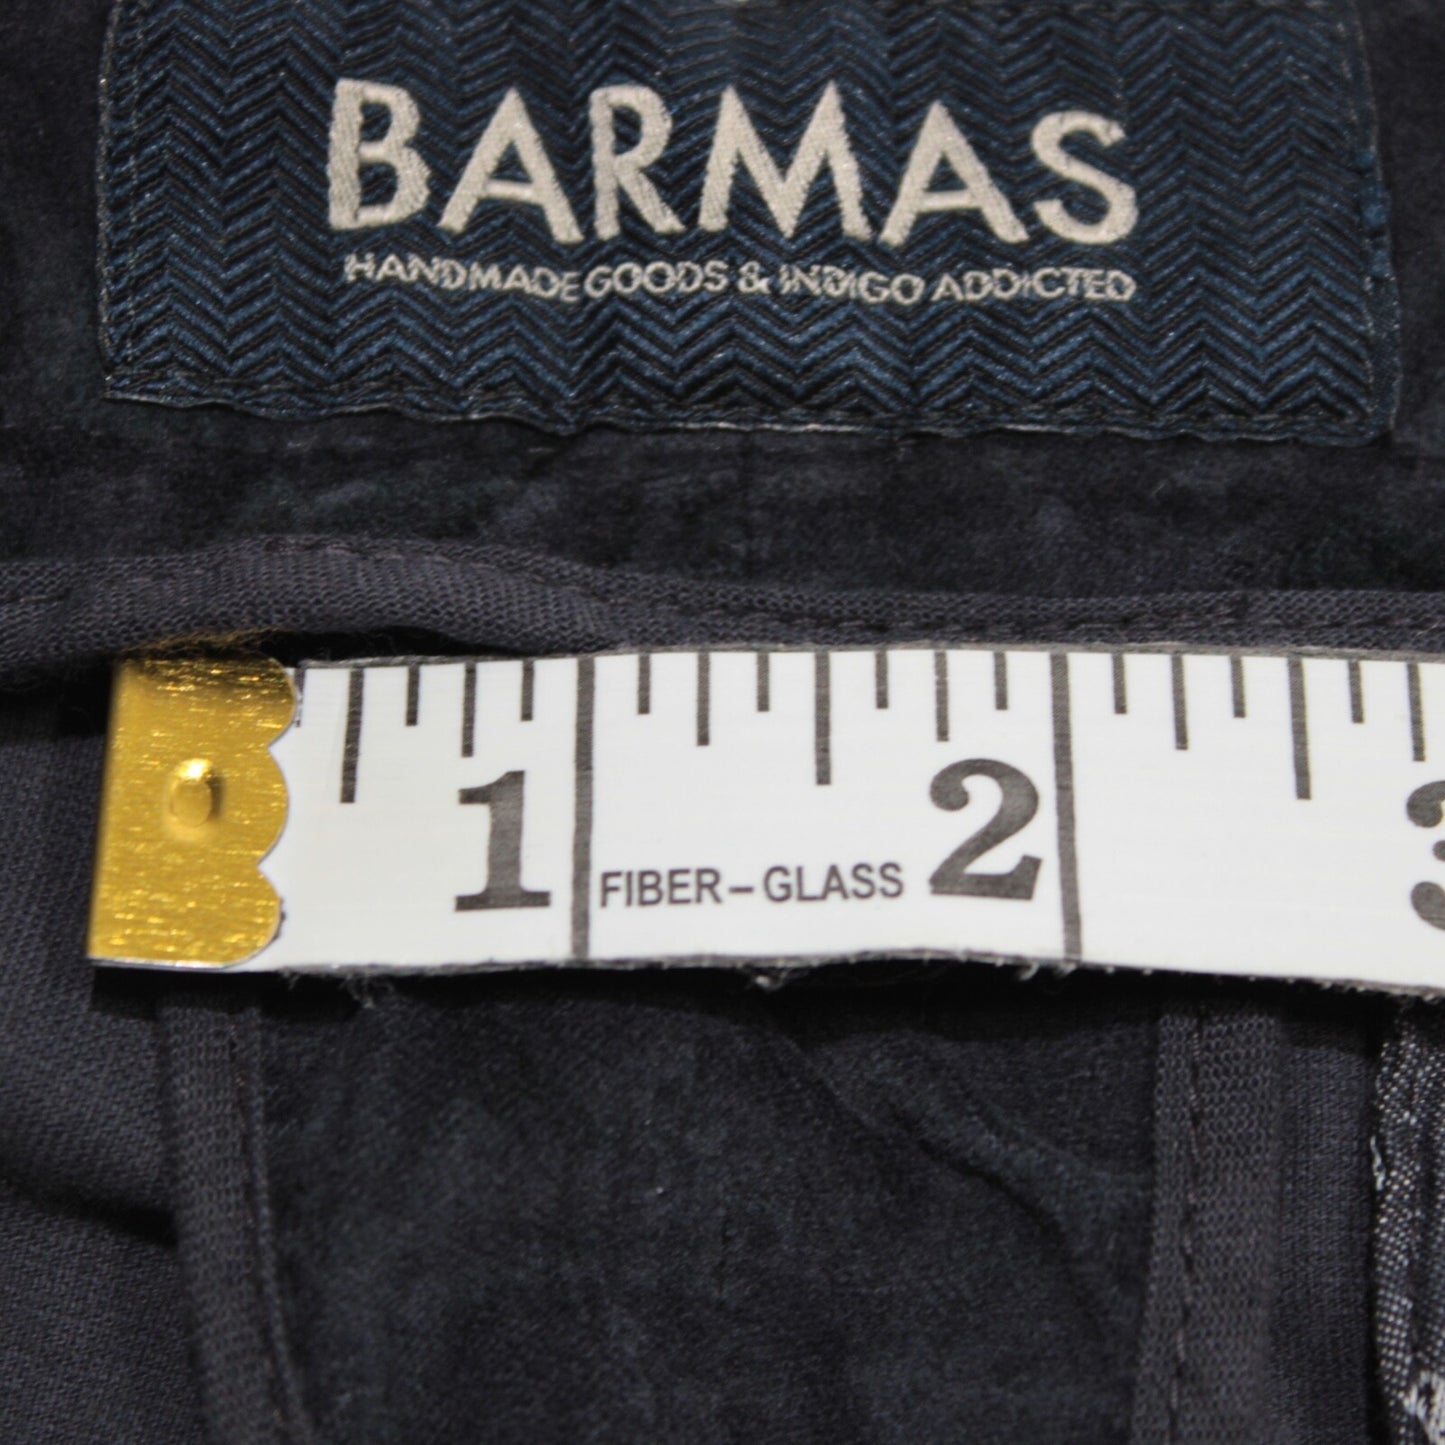 BARMAS
HANDMADE GOODS & INDIGO ADDICTED
1 2 3
FIBER-GLASS